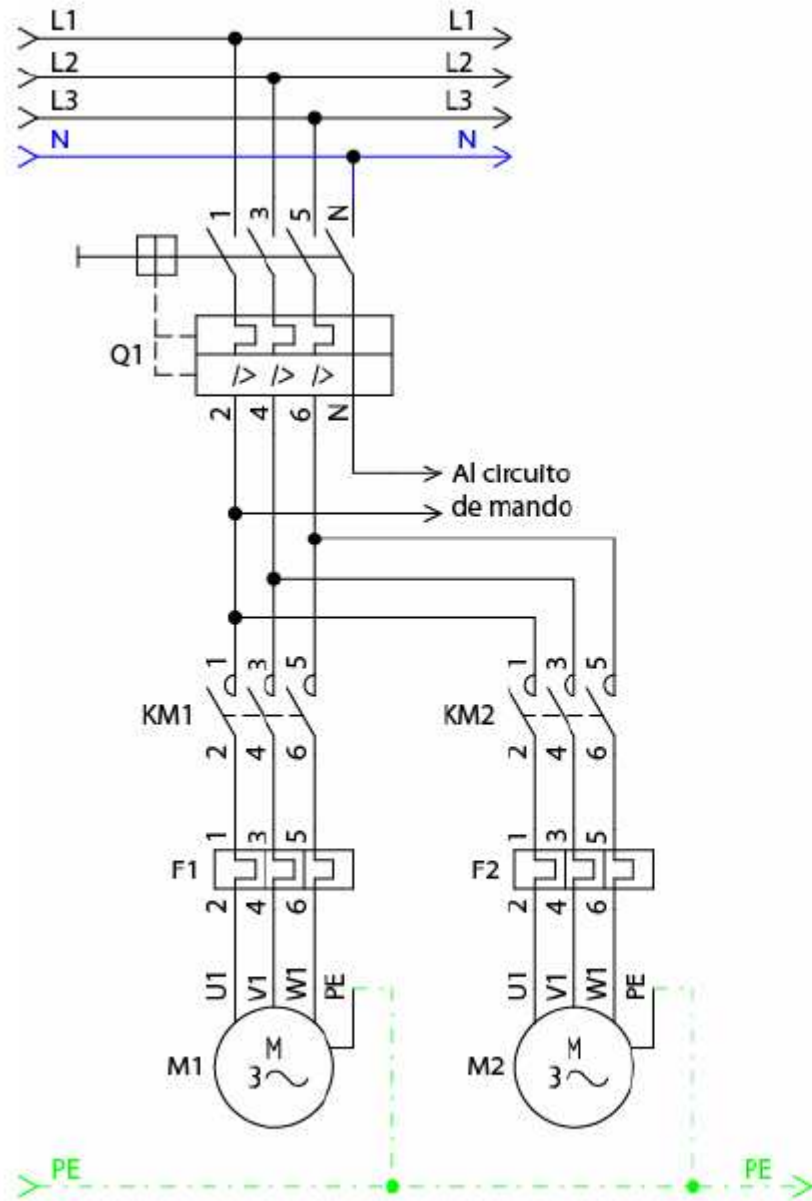 L1 L1
L2 L2
L3 L3
N N
1 3 5 N
Q1
I> I> I>
2 4 6 N
Al circuito
de mando
1 3 5 1 3 5
KM1 KM2
2 4 6 2 4 6
1 3 5 1 3 5
F1 F2
2 4 6 2 4 6
U1 V1 W1 PE U1 V1 W1 PE
M M
M1 3 M2 3
PE PE